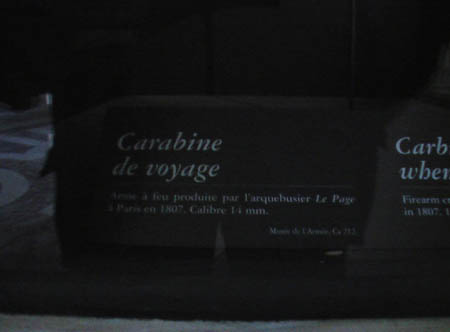 Carabine
de voyage
Arme à feu produite par l'arquebusier Le Page
à Paris en 1807. Calibre 14 mm.
Musée de l'Armée, Ca 212.
Carb
when
Firearm
in 1807.